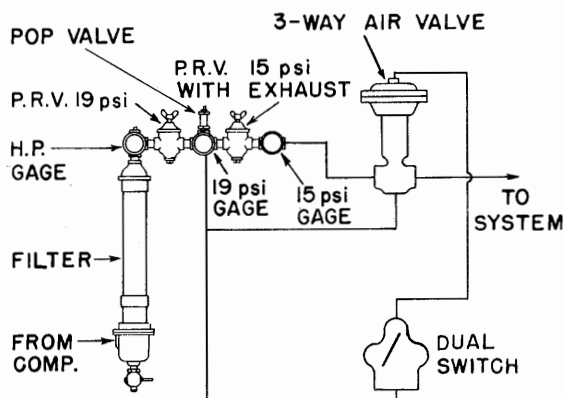 3-WAY AIR VALVE
POP VALVE
P.R.V. 15 psi
WITH EXHAUST
P.R.V. 19 psi
H.P.
GAGE
19 psi
GAGE
15 psi
GAGE
TO
SYSTEM
FILTER
FROM
COMP.
DUAL
SWITCH